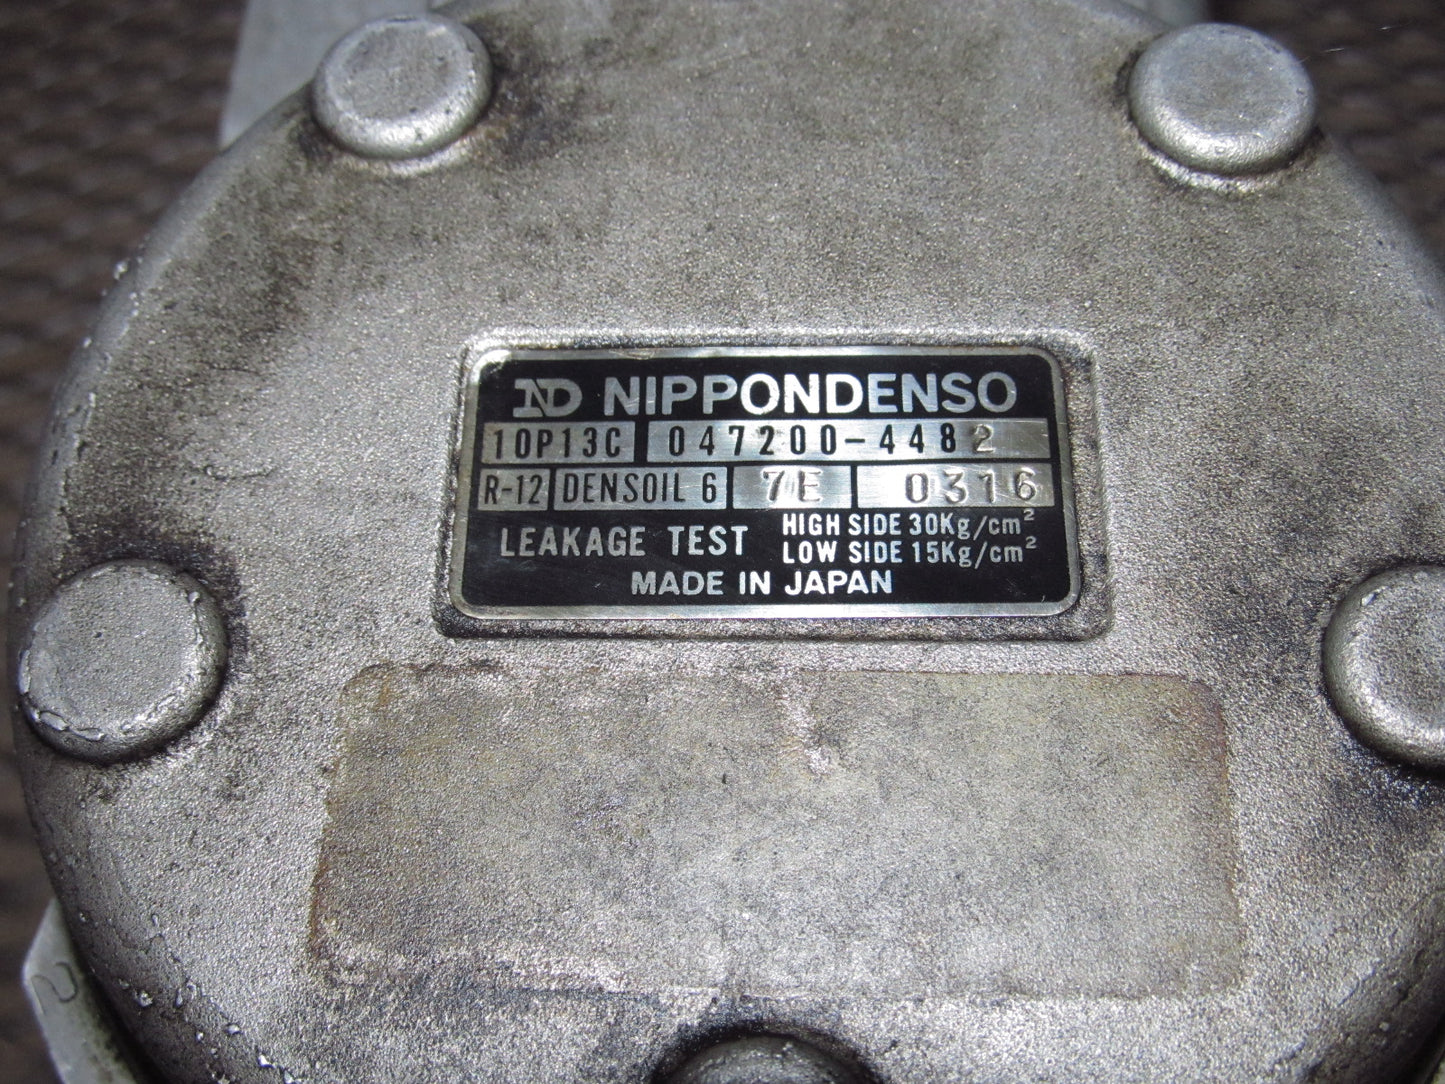 ND NIPPONDENSO
10P13C 047200-4482
R-12 DENSOIL 6 7E 0316
LEAKAGE TEST HIGH SIDE 30Kg/cm²
LOW SIDE 15Kg/cm²
MADE IN JAPAN
2